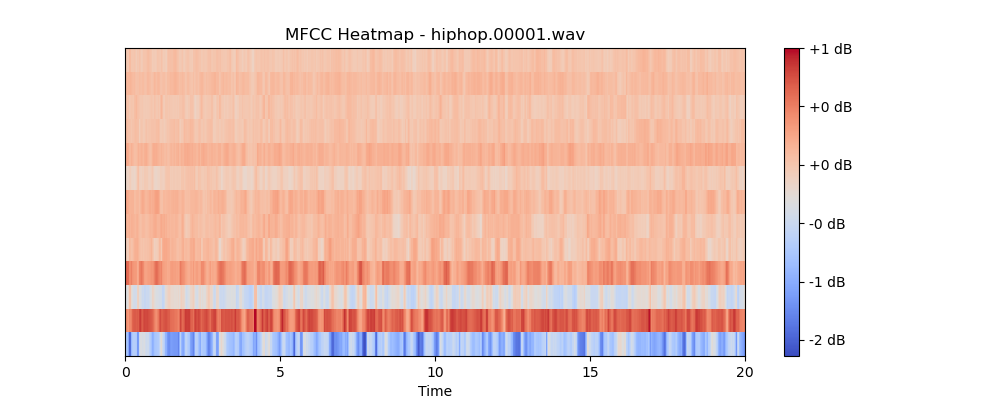 MFCC Heatmap - hiphop.00001.wav
+1 dB
+0 dB
+0 dB
-0 dB
-1 dB
-2 dB
0 5 10 15 20
Time